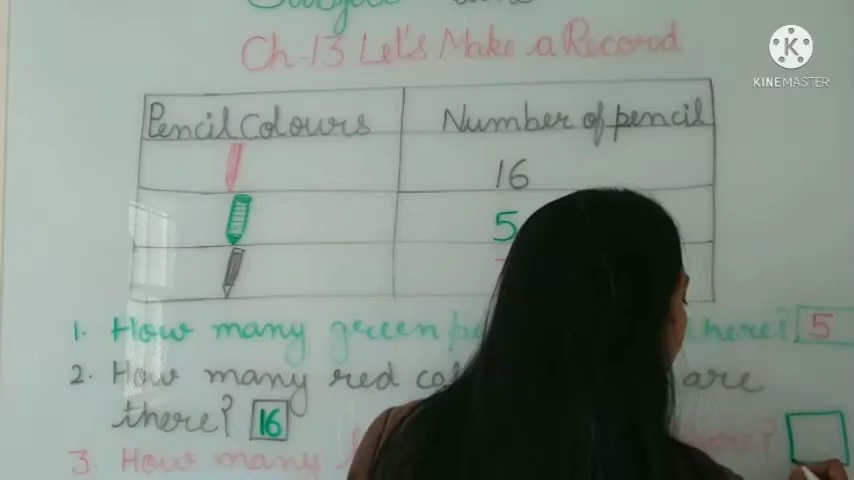 Ch-13 Let's Make a Record
K
KINEMASTER
Pencil Colours Number of pencil
16
5
1. How many green there? 5
2. How many red are
there? 16
3. How many there?